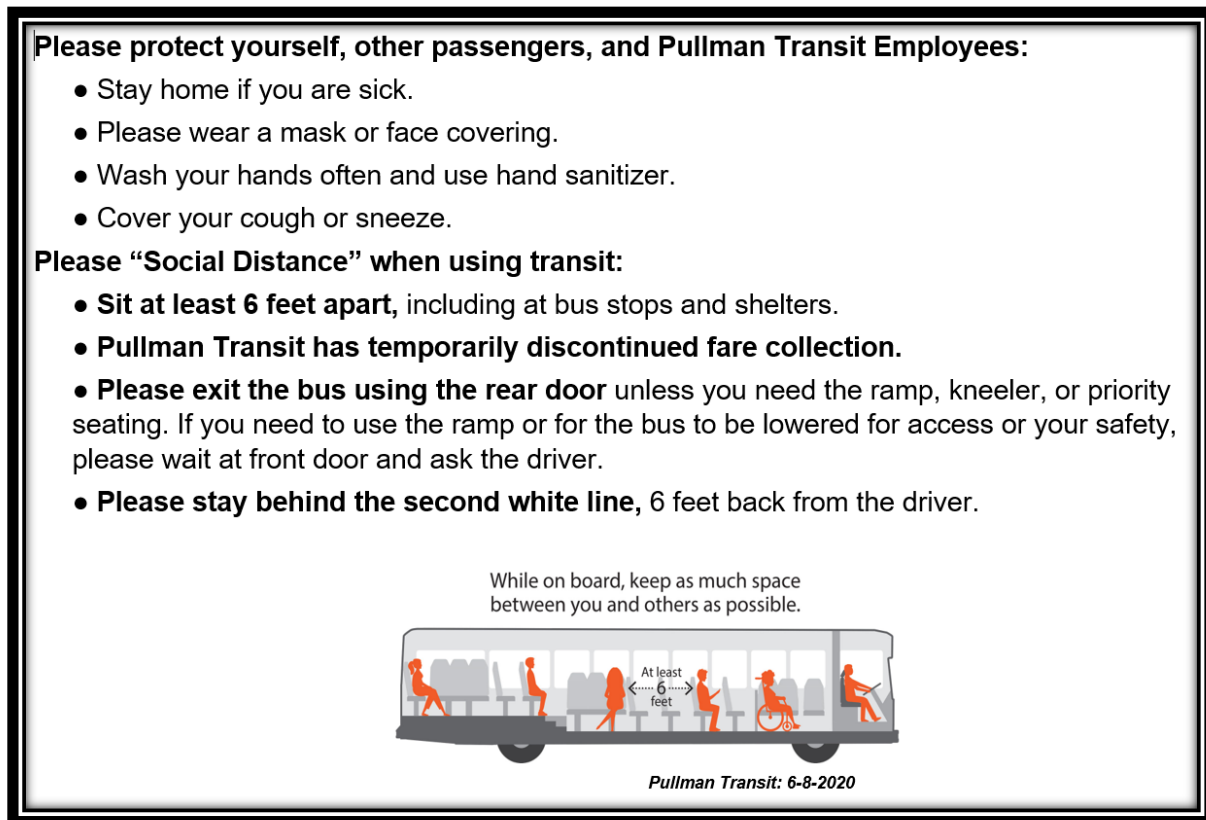 Please protect yourself, other passengers, and Pullman Transit Employees:
● Stay home if you are sick.
● Please wear a mask or face covering.
● Wash your hands often and use hand sanitizer.
● Cover your cough or sneeze.
Please “Social Distance” when using transit:
● Sit at least 6 feet apart, including at bus stops and shelters.
● Pullman Transit has temporarily discontinued fare collection.
● Please exit the bus using the rear door unless you need the ramp, kneeler, or priority
seating. If you need to use the ramp or for the bus to be lowered for access or your safety,
please wait at front door and ask the driver.
● Please stay behind the second white line, 6 feet back from the driver.
While on board, keep as much space
between you and others as possible.
At least
6
feet
Pullman Transit: 6-8-2020